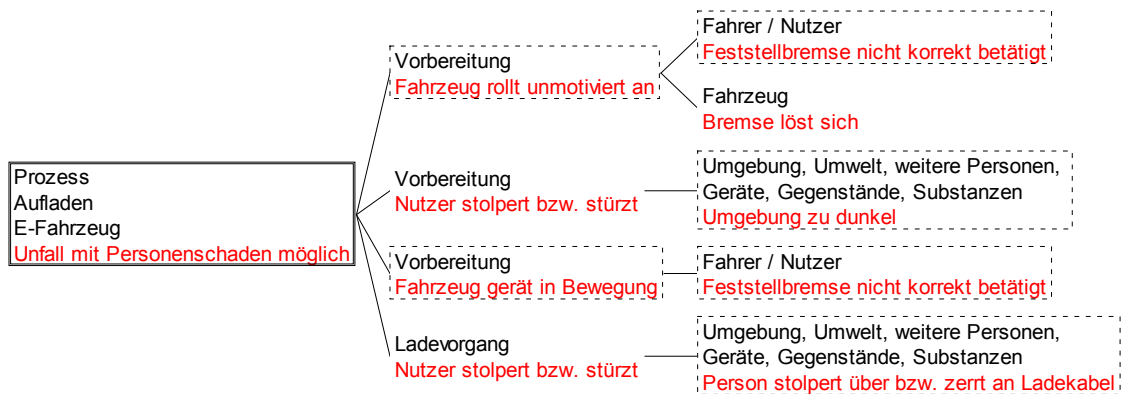 Prozess
Aufladen
E-Fahrzeug
Unfall mit Personenschaden möglich
Vorbereitung
Fahrzeug rollt unmotiviert an
Fahrer / Nutzer
Feststellbremse nicht korrekt betätigt
Fahrzeug
Bremse löst sich
Vorbereitung
Nutzer stolpert bzw. stürzt
Umgebung, Umwelt, weitere Personen,
Geräte, Gegenstände, Substanzen
Umgebung zu dunkel
Vorbereitung
Fahrzeug gerät in Bewegung
Fahrer / Nutzer
Feststellbremse nicht korrekt betätigt
Ladevorgang
Nutzer stolpert bzw. stürzt
Umgebung, Umwelt, weitere Personen,
Geräte, Gegenstände, Substanzen
Person stolpert über bzw. zerrt an Ladekabel